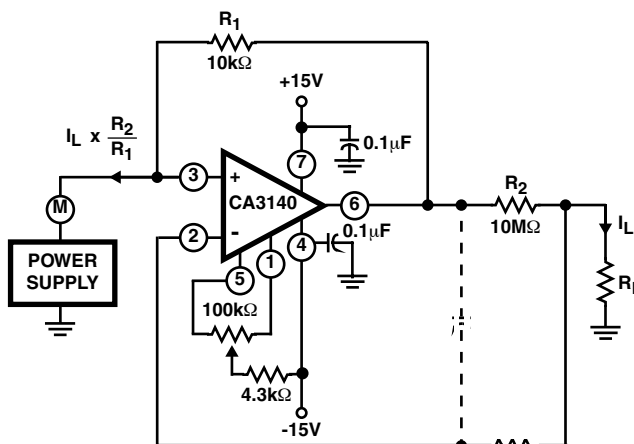 R1
10kΩ
+15V
IL x R2
R1
0.1μF
7
3
+
CA3140
6
R2
10MΩ
IL
M
2
-
0.1μF
4
1
5
POWER
SUPPLY
100kΩ
4.3kΩ
-15V